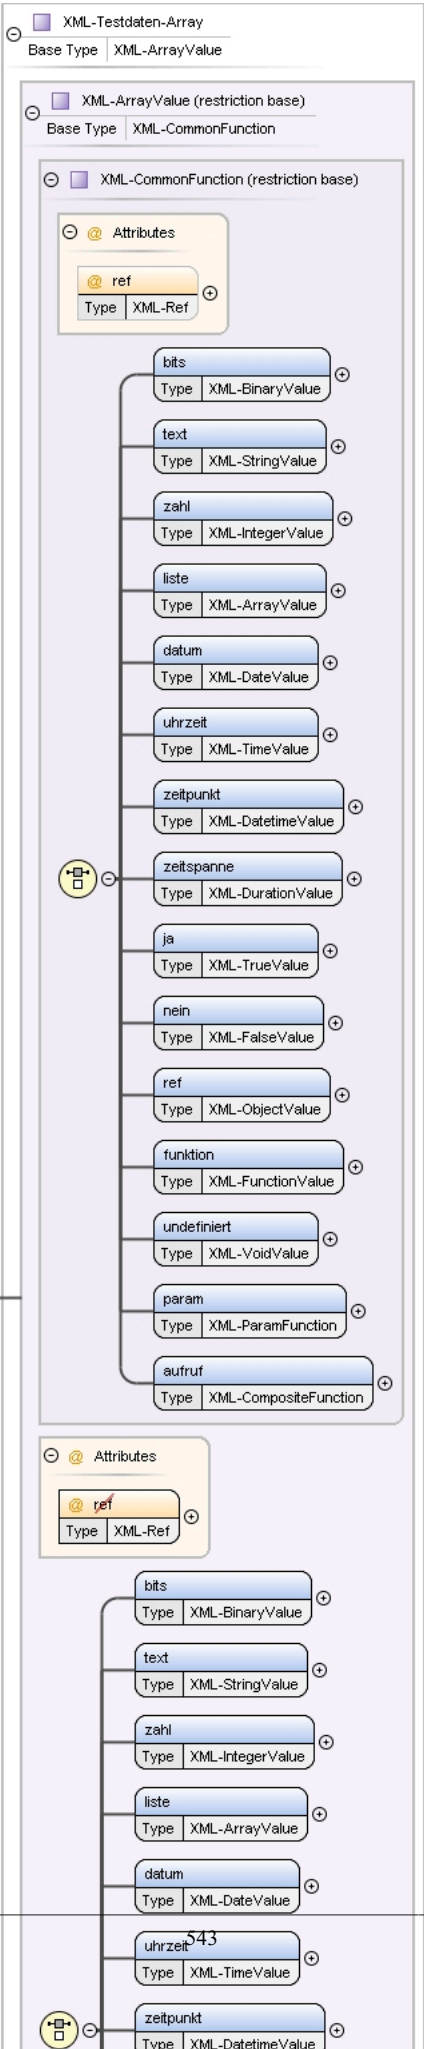 XML-Testdaten-Array
Base Type XML-ArrayValue
XML-ArrayValue (restriction base)
Base Type XML-CommonFunction
XML-CommonFunction (restriction base)
@ Attributes
@ ref
Type XML-Ref
bits
Type XML-BinaryValue
text
Type XML-StringValue
zahl
Type XML-IntegerValue
liste
Type XML-ArrayValue
datum
Type XML-DateValue
uhrzeit
Type XML-TimeValue
zeitpunkt
Type XML-DatetimeValue
zeitspanne
Type XML-DurationValue
ja
Type XML-TrueValue
nein
Type XML-FalseValue
ref
Type XML-ObjectValue
funktion
Type XML-FunctionValue
undefiniert
Type XML-VoidValue
param
Type XML-ParamFunction
aufruf
Type XML-CompositeFunction
@ Attributes
@ ref
Type XML-Ref
bits
Type XML-BinaryValue
text
Type XML-StringValue
zahl
Type XML-IntegerValue
liste
Type XML-ArrayValue
datum
Type XML-DateValue
543
uhrzeit
Type XML-TimeValue
zeitpunkt
Type XML-DatetimeValue